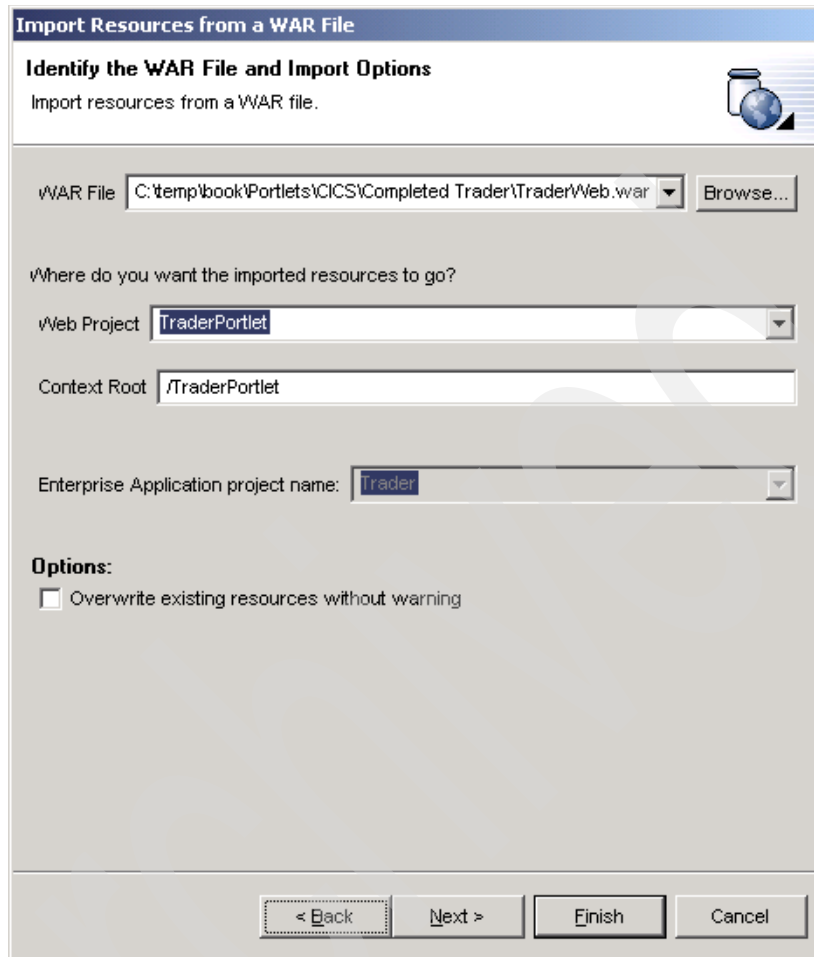 Import Resources from a WAR File
Identify the WAR File and Import Options
Import resources from a WAR file.
WAR File C:\temp\book\Portlets\CICS\Completed Trader\TraderWeb.war Browse...
Where do you want the imported resources to go?
Web Project TraderPortlet
Context Root /TraderPortlet
Enterprise Application project name: Trader
Options:
Overwrite existing resources without warning
< Back Next > Finish Cancel